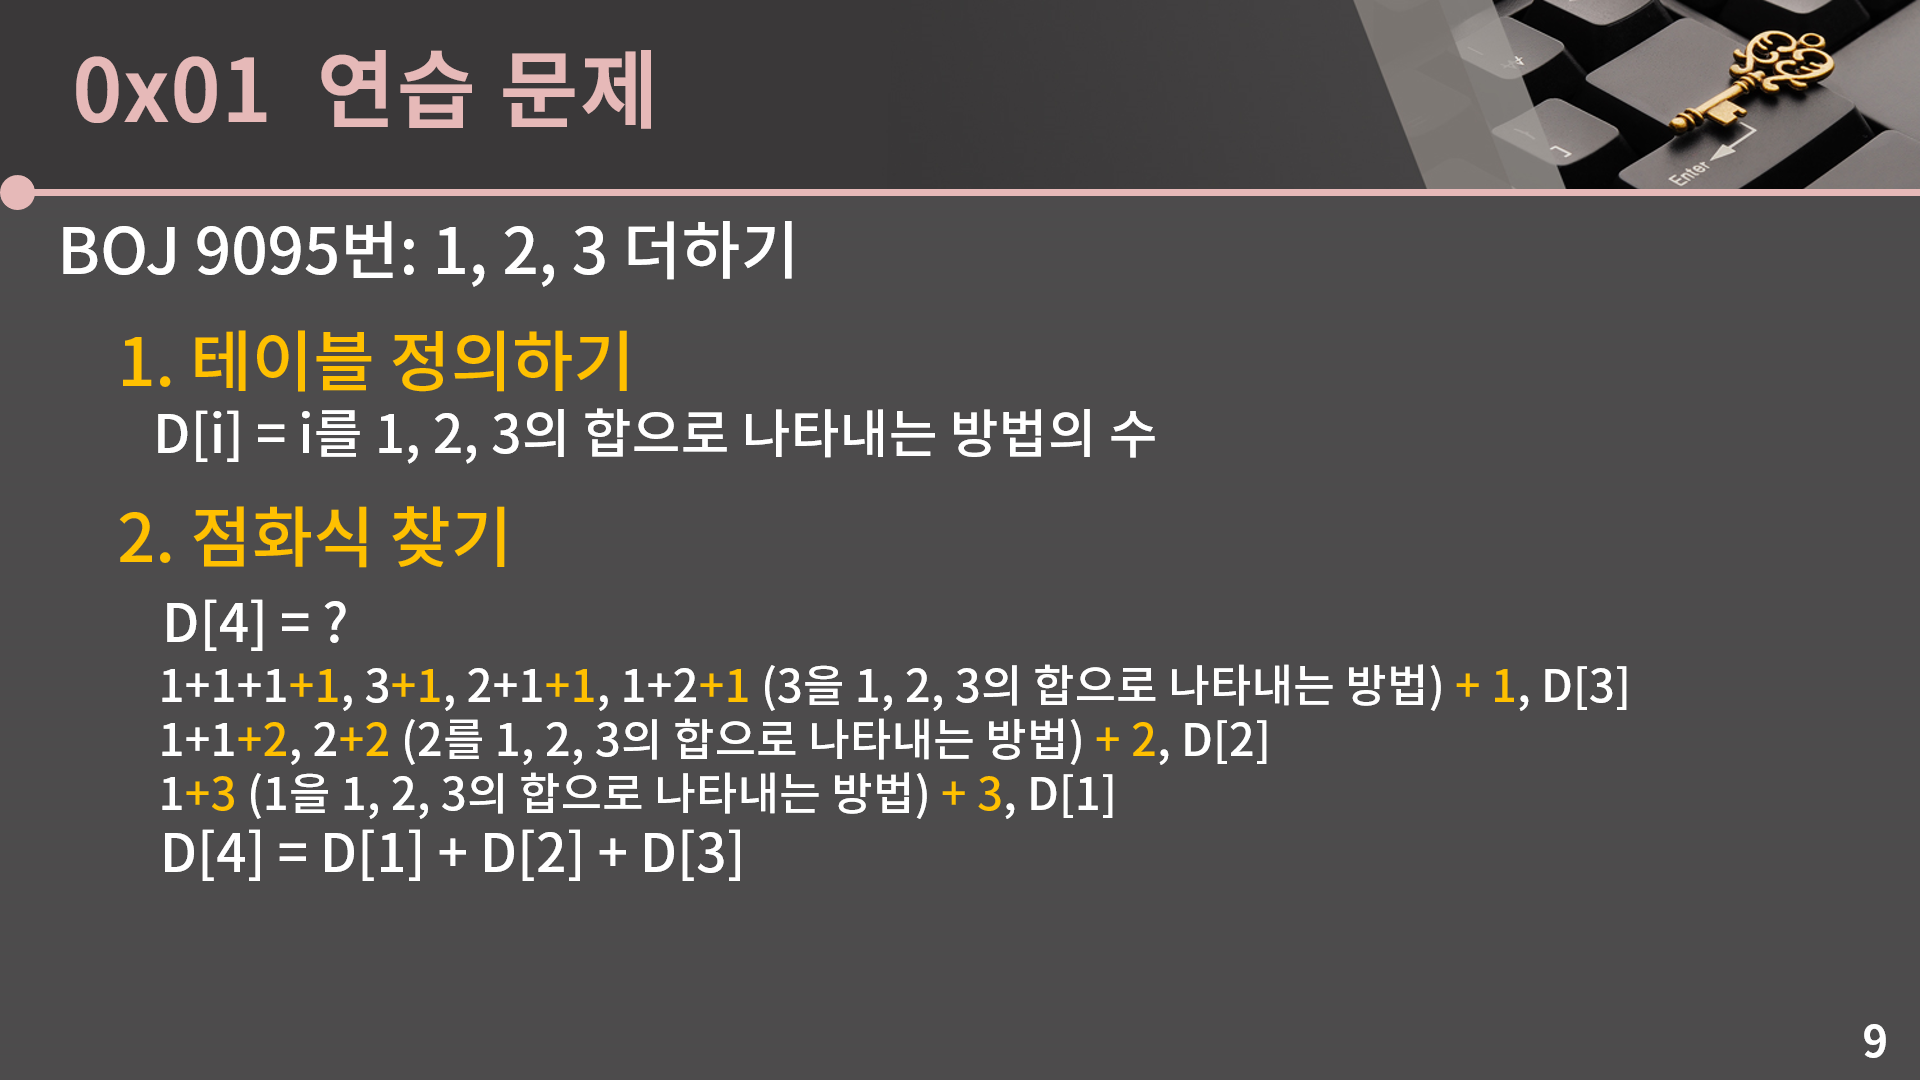 0x01 연습 문제
Enter
BOJ 9095번: 1, 2, 3 더하기
1. 테이블 정의하기
D[i] = i를 1, 2, 3의 합으로 나타내는 방법의 수
2. 점화식 찾기
D[4] = ?
1+1+1+1, 3+1, 2+1+1, 1+2+1 (3을 1, 2, 3의 합으로 나타내는 방법) + 1, D[3]
1+1+2, 2+2 (2를 1, 2, 3의 합으로 나타내는 방법) + 2, D[2]
1+3 (1을 1, 2, 3의 합으로 나타내는 방법) + 3, D[1]
D[4] = D[1] + D[2] + D[3]
9